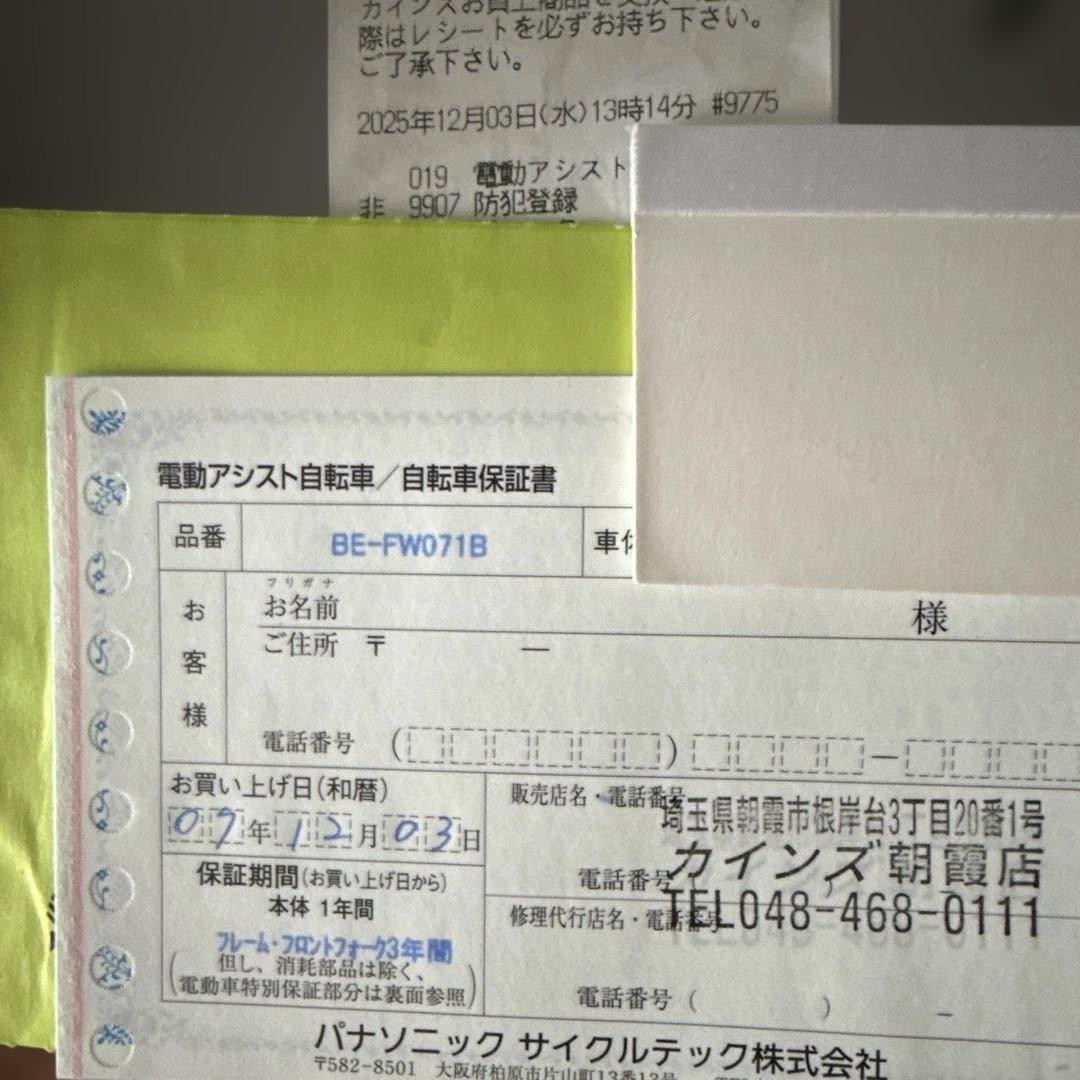 際はレシートを必ずお持ち下さい。
ご了承下さい。
2025年12月03日(水)13時14分 #9775
019 電動アシスト
非 9907 防犯登録
電動アシスト自転車／自転車保証書
品番 BE-FW071B 車体
お客様
フリガナ
お名前 様
ご住所 〒 ―
電話番号 ( ) ―
お買い上げ日(和暦)
07年12月03日
保証期間(お買い上げ日から)
本体 1年間
フレーム・フロントフォーク3年間
(但し、消耗部品は除く、
電動車特別保証部分は裏面参照)
販売店名・電話番号
埼玉県朝霞市根岸台3丁目20番1号
カインズ朝霞店
電話番号
TEL048-468-0111
修理代行店名・電話番号
電話番号 ( ) ―
パナソニック サイクルテック株式会社
〒582-8501 大阪府柏原市片山町13番13号